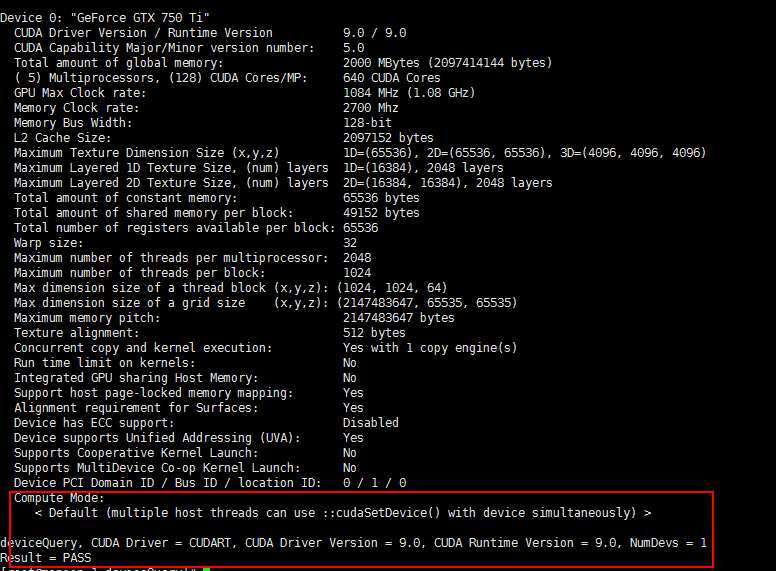 Device 0: "GeForce GTX 750 Ti"
CUDA Driver Version / Runtime Version 9.0 / 9.0
CUDA Capability Major/Minor version number: 5.0
Total amount of global memory: 2000 MBytes (2097414144 bytes)
( 5) Multiprocessors, (128) CUDA Cores/MP: 640 CUDA Cores
GPU Max Clock rate: 1084 MHz (1.08 GHz)
Memory Clock rate: 2700 Mhz
Memory Bus Width: 128-bit
L2 Cache Size: 2097152 bytes
Maximum Texture Dimension Size (x,y,z) 1D=(65536), 2D=(65536, 65536), 3D=(4096, 4096, 4096)
Maximum Layered 1D Texture Size, (num) layers 1D=(16384), 2048 layers
Maximum Layered 2D Texture Size, (num) layers 2D=(16384, 16384), 2048 layers
Total amount of constant memory: 65536 bytes
Total amount of shared memory per block: 49152 bytes
Total number of registers available per block: 65536
Warp size: 32
Maximum number of threads per multiprocessor: 2048
Maximum number of threads per block: 1024
Max dimension size of a thread block (x,y,z): (1024, 1024, 64)
Max dimension size of a grid size (x,y,z): (2147483647, 65535, 65535)
Maximum memory pitch: 2147483647 bytes
Texture alignment: 512 bytes
Concurrent copy and kernel execution: Yes with 1 copy engine(s)
Run time limit on kernels: No
Integrated GPU sharing Host Memory: No
Support host page-locked memory mapping: Yes
Alignment requirement for Surfaces: Yes
Device has ECC support: Disabled
Device supports Unified Addressing (UVA): Yes
Supports Cooperative Kernel Launch: No
Supports MultiDevice Co-op Kernel Launch: No
Device PCI Domain ID / Bus ID / location ID: 0 / 1 / 0
Compute Mode:
< Default (multiple host threads can use ::cudaSetDevice() with device simultaneously) >
deviceQuery, CUDA Driver = CUDART, CUDA Driver Version = 9.0, CUDA Runtime Version = 9.0, NumDevs = 1
Result = PASS